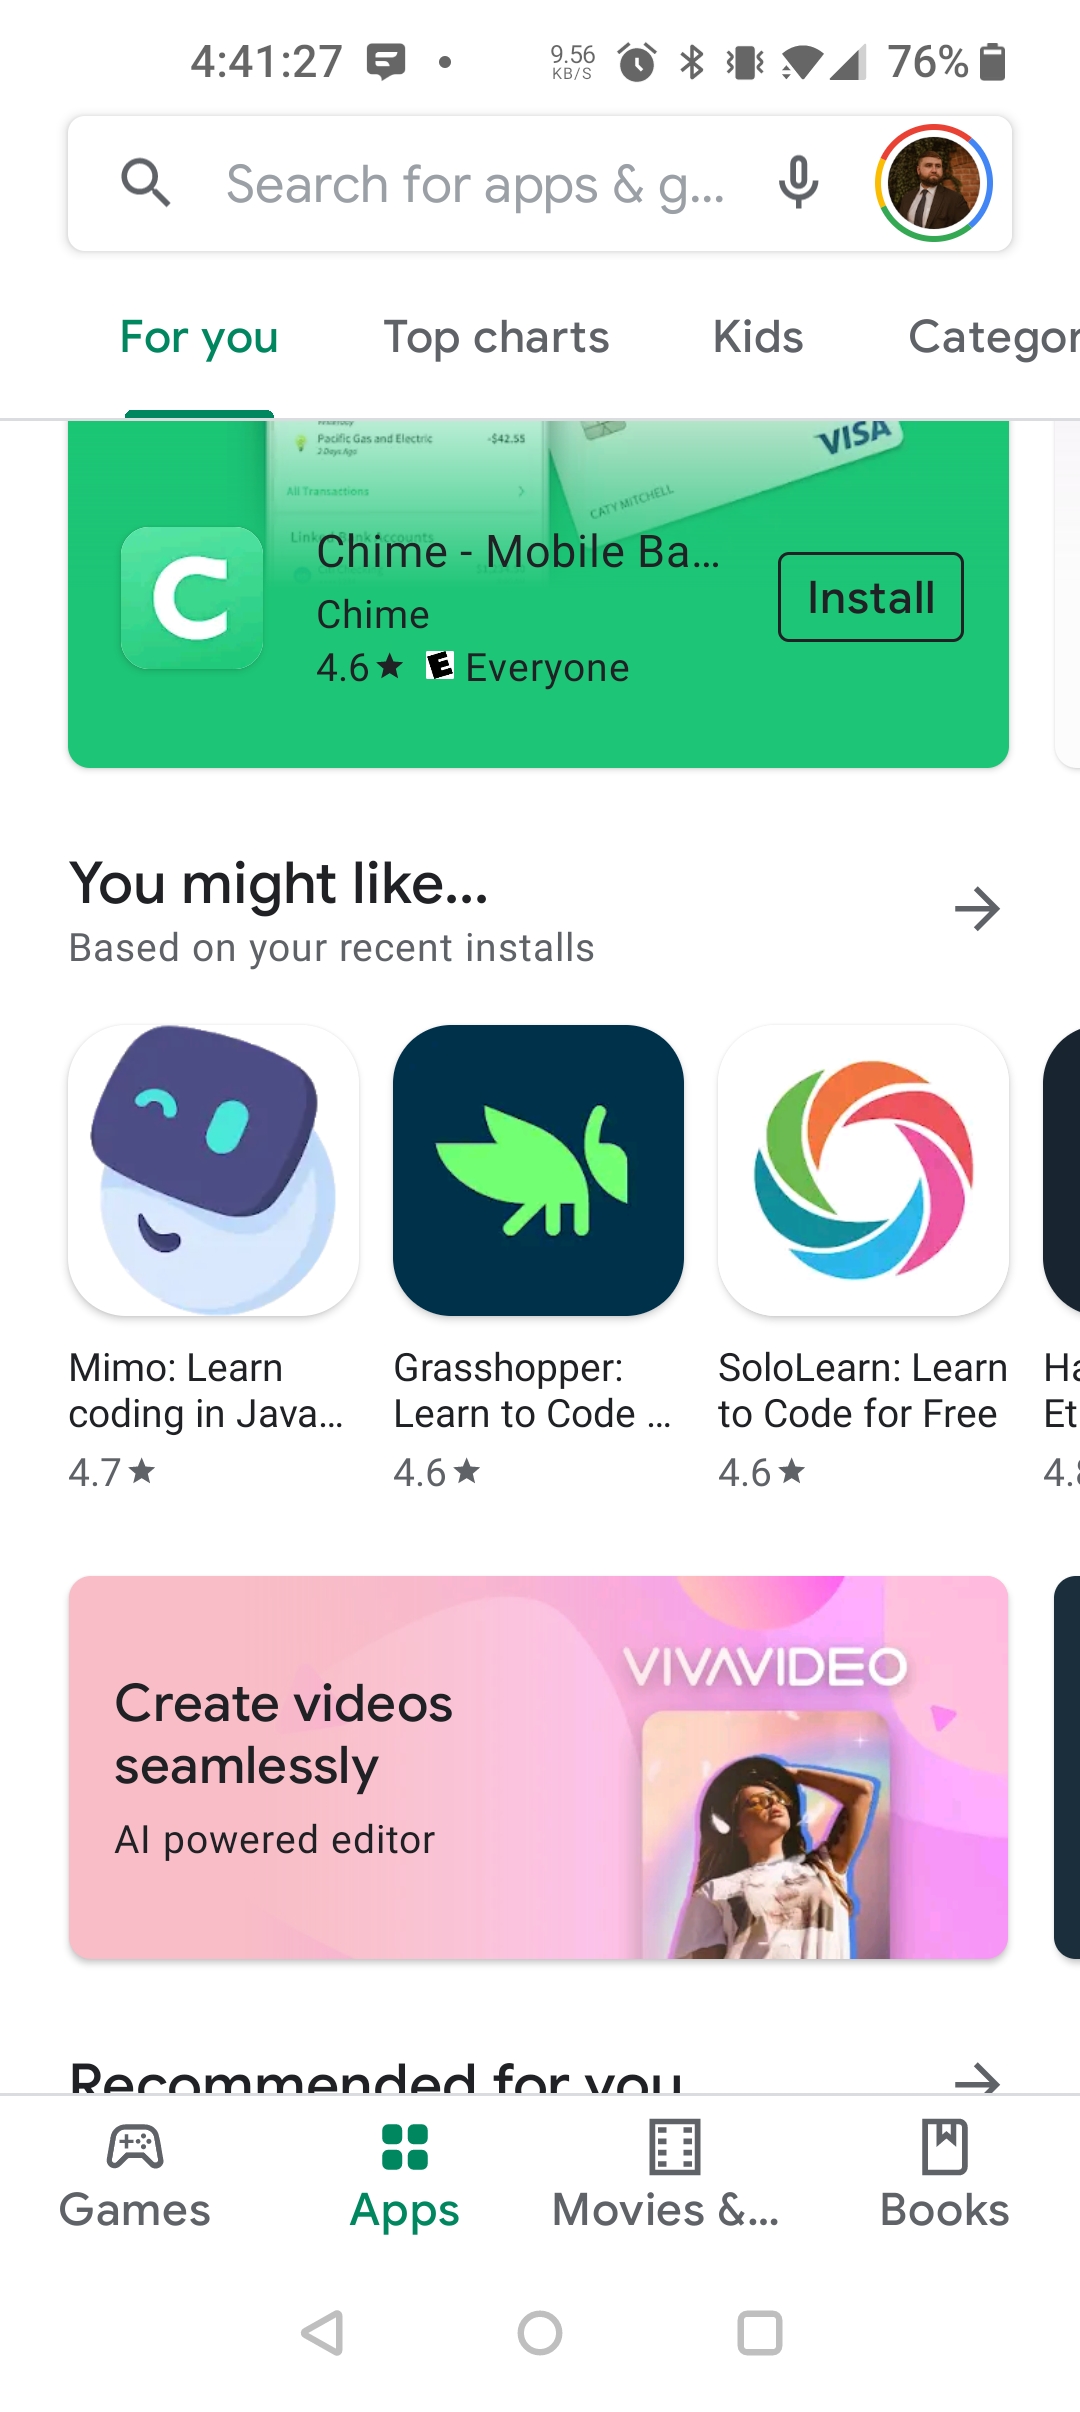 4:41:27
9.56
KB/S
76%
Search for apps & g...
For you
Top charts
Kids
Categor
Pacific Gas and Electric
-$42.55
2 Days Ago
All Transactions
VISA
CATY MITCHELL
Chime - Mobile Ba...
Install
Chime
4.6★ E Everyone
You might like...
Based on your recent installs
Mimo: Learn
coding in Java...
4.7★
Grasshopper:
Learn to Code ...
4.6★
SoloLearn: Learn
to Code for Free
4.6★
Ha
Et
4.8
VIVAVIDEO
Create videos
seamlessly
AI powered editor
Recommended for you
Games
Apps
Movies &...
Books